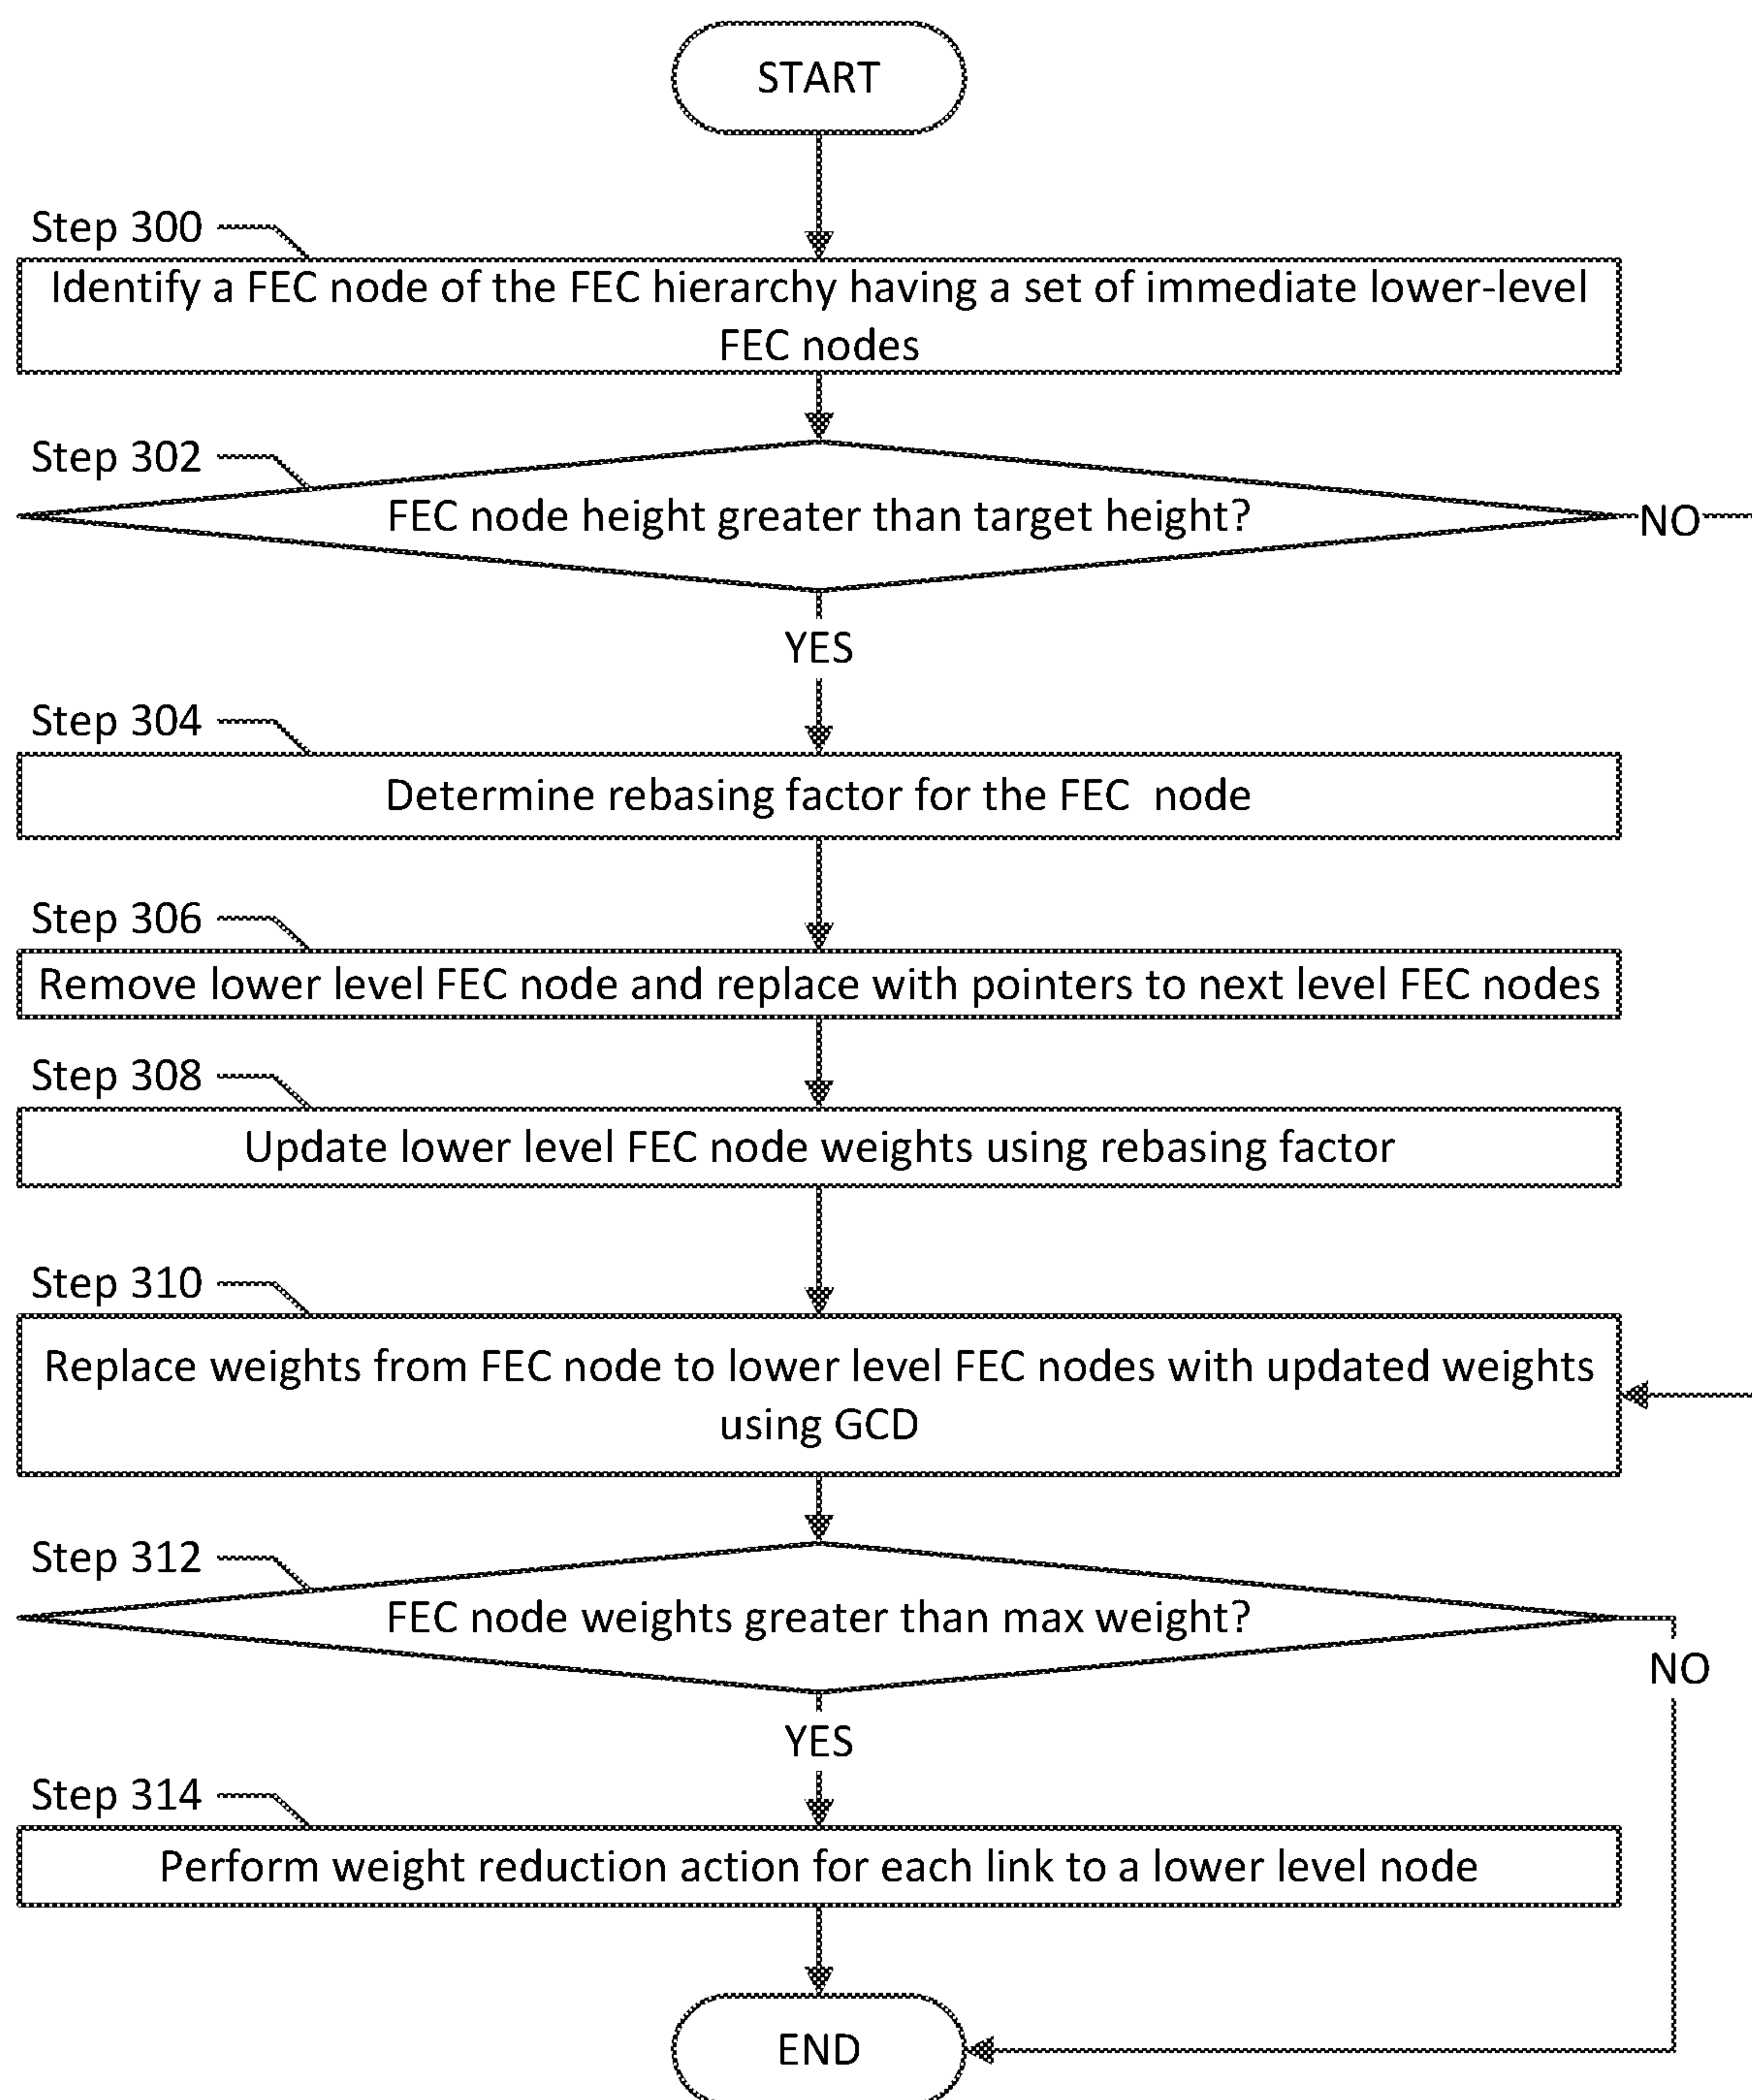 START
Step 300
Identify a FEC node of the FEC hierarchy having a set of immediate lower-level
FEC nodes
Step 302
FEC node height greater than target height?
NO
YES
Step 304
Determine rebasing factor for the FEC node
Step 306
Remove lower level FEC node and replace with pointers to next level FEC nodes
Step 308
Update lower level FEC node weights using rebasing factor
Step 310
Replace weights from FEC node to lower level FEC nodes with updated weights
using GCD
Step 312
FEC node weights greater than max weight?
NO
YES
Step 314
Perform weight reduction action for each link to a lower level node
END